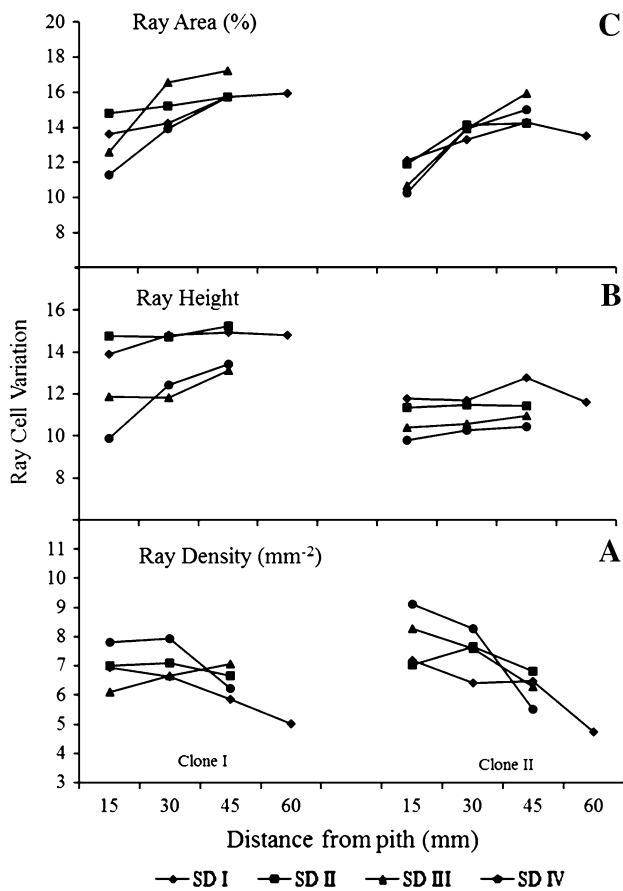 Ray Area (%)
C
20
18
16
14
12
10
8
Ray Height
B
16
14
12
10
8
Ray Cell Variation
Ray Density (mm-2)
A
11
10
9
8
7
6
5
4
3
Clone I
Clone II
15 30 45 60 15 30 45 60
Distance from pith (mm)
SD I SD II SD III SD IV